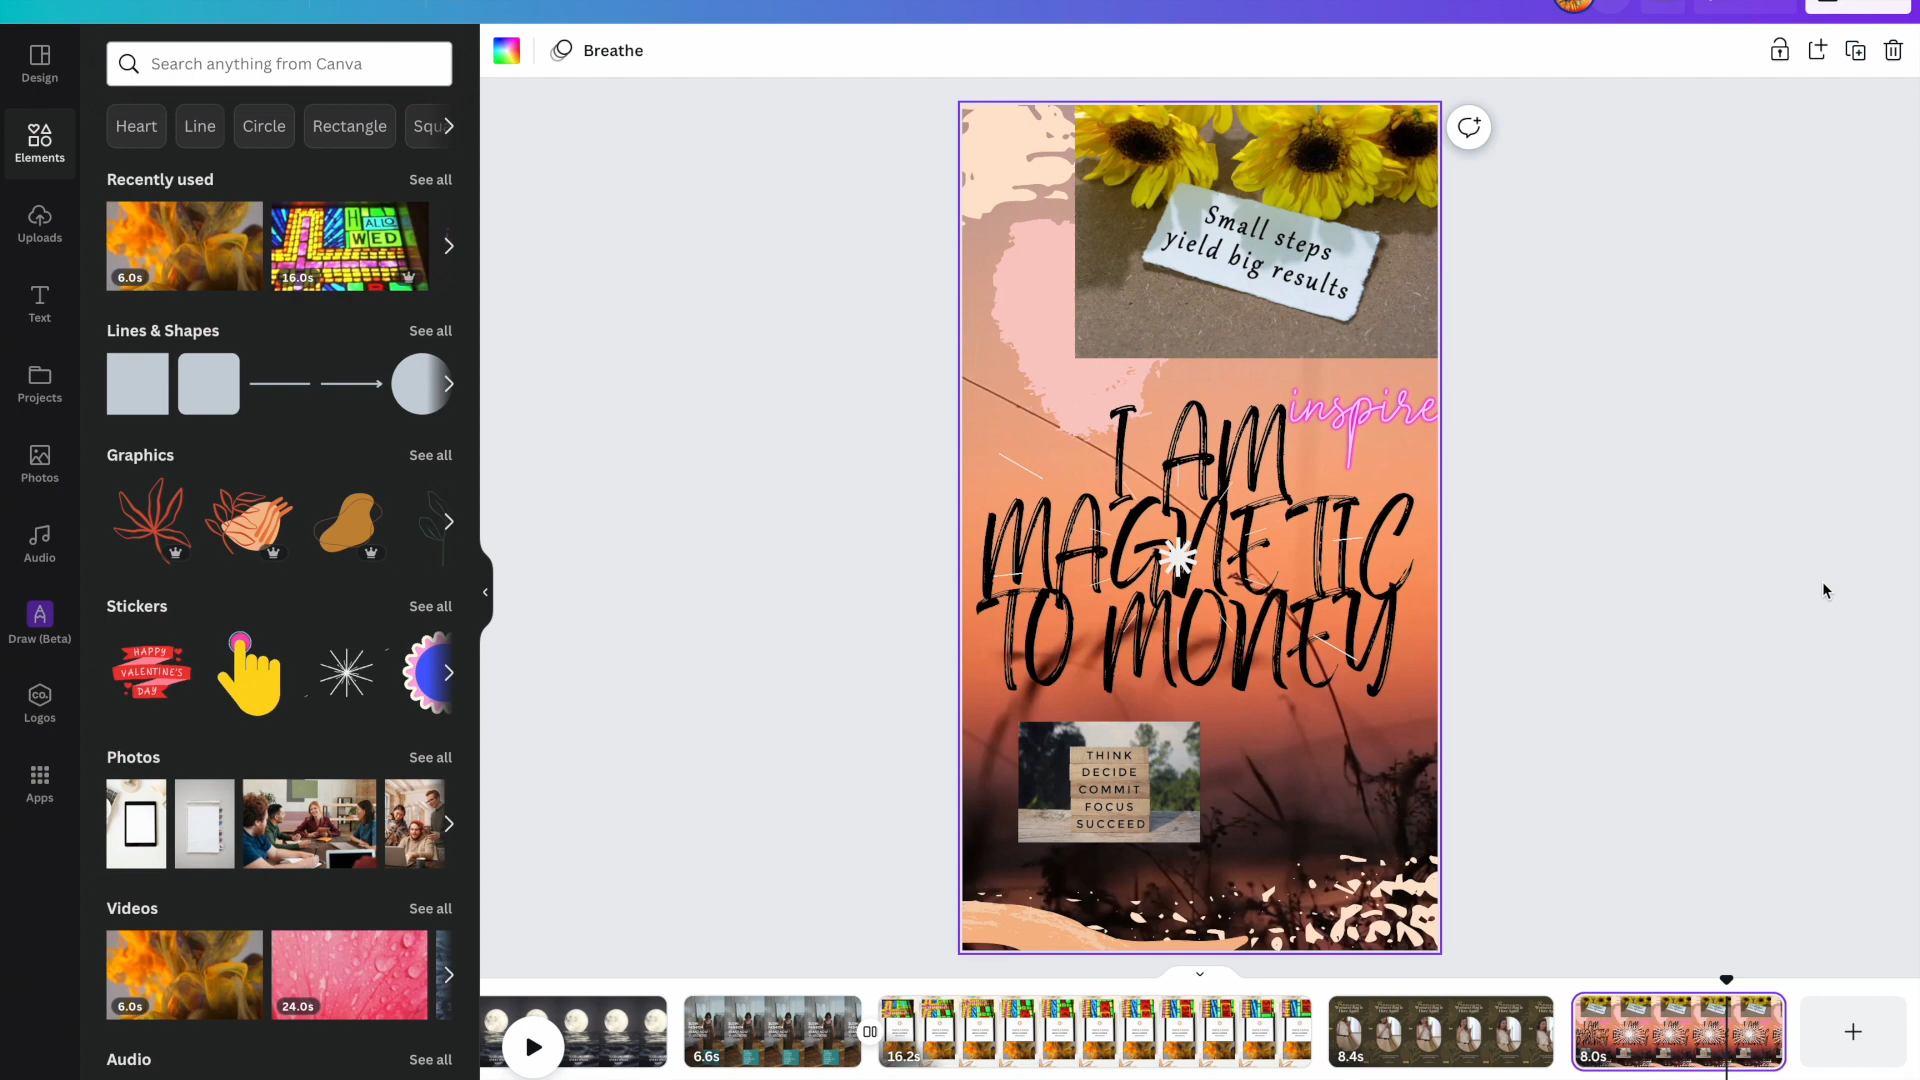 Search anything from Canva
Breathe
Design
Elements
Uploads
Text
Projects
Photos
Audio
Draw (Beta)
CO.
Logos
Apps
Heart
Line
Circle
Rectangle
Squ
Recently used
See all
6.0s
16.0s
HALLO
WED
Lines & Shapes
See all
Graphics
See all
Stickers
See all
HAPPY
VALENTINE'S
DAY
Photos
See all
Videos
See all
6.0s
24.0s
Audio
See all
Small steps
yield big results
inspire
I AM
MAGNETIC
TO MONEY
THINK
DECIDE
COMMIT
FOCUS
SUCCEED
6.6s
16.2s
8.4s
8.0s